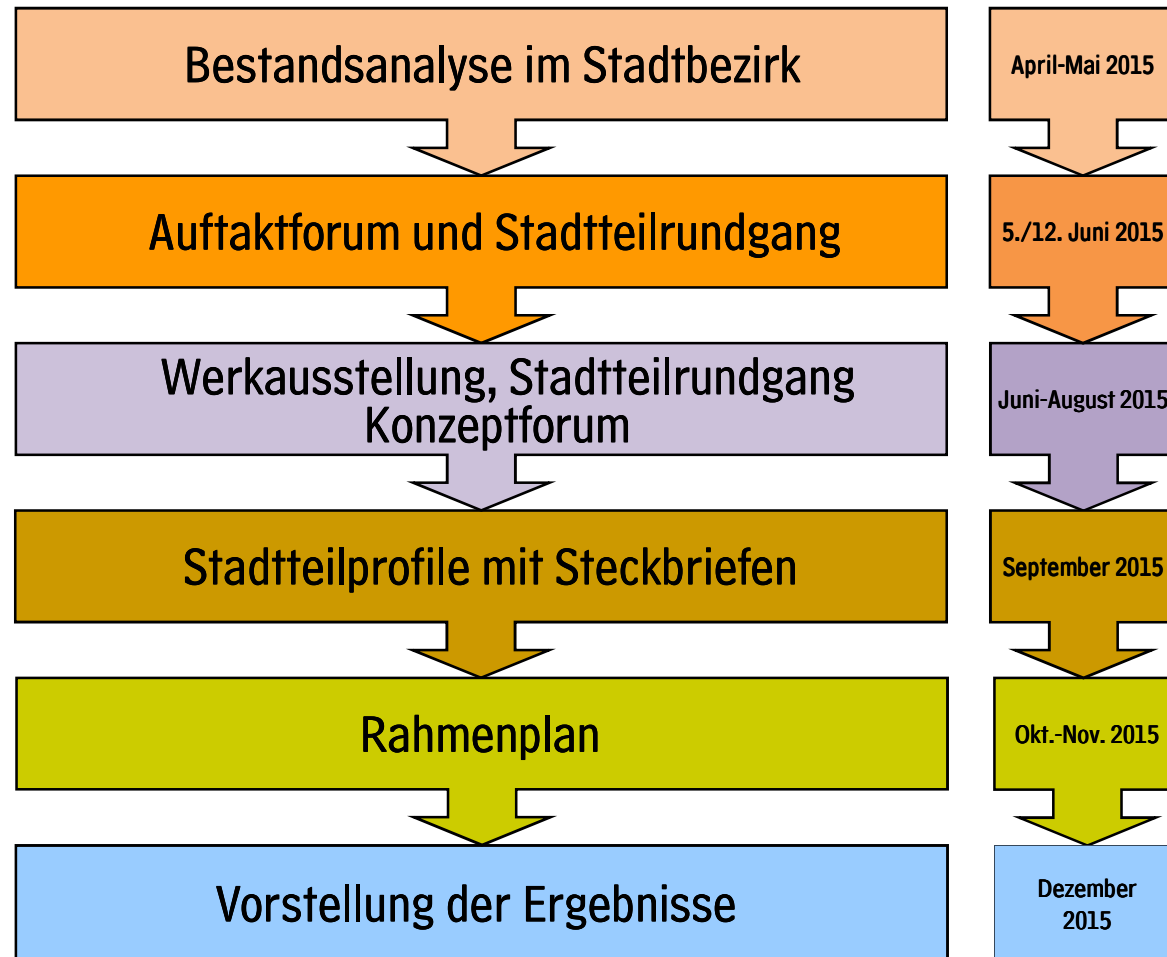 Bestandsanalyse im Stadtbezirk
April-Mai 2015
Auftaktforum und Stadtteilrundgang
5./12. Juni 2015
Werkausstellung, Stadtteilrundgang
Konzeptforum
Juni-August 2015
Stadtteilprofile mit Steckbriefen
September 2015
Rahmenplan
Okt.-Nov. 2015
Vorstellung der Ergebnisse
Dezember
2015